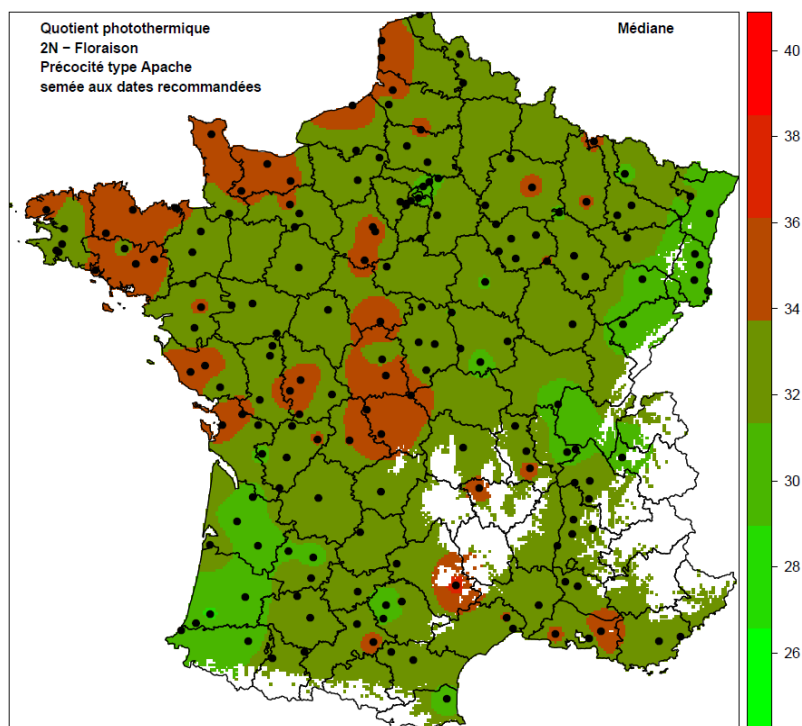 Quotient photothermique
2N − Floraison
Précocité type Apache
semée aux dates recommandées
Médiane
40
38
36
34
32
30
28
26